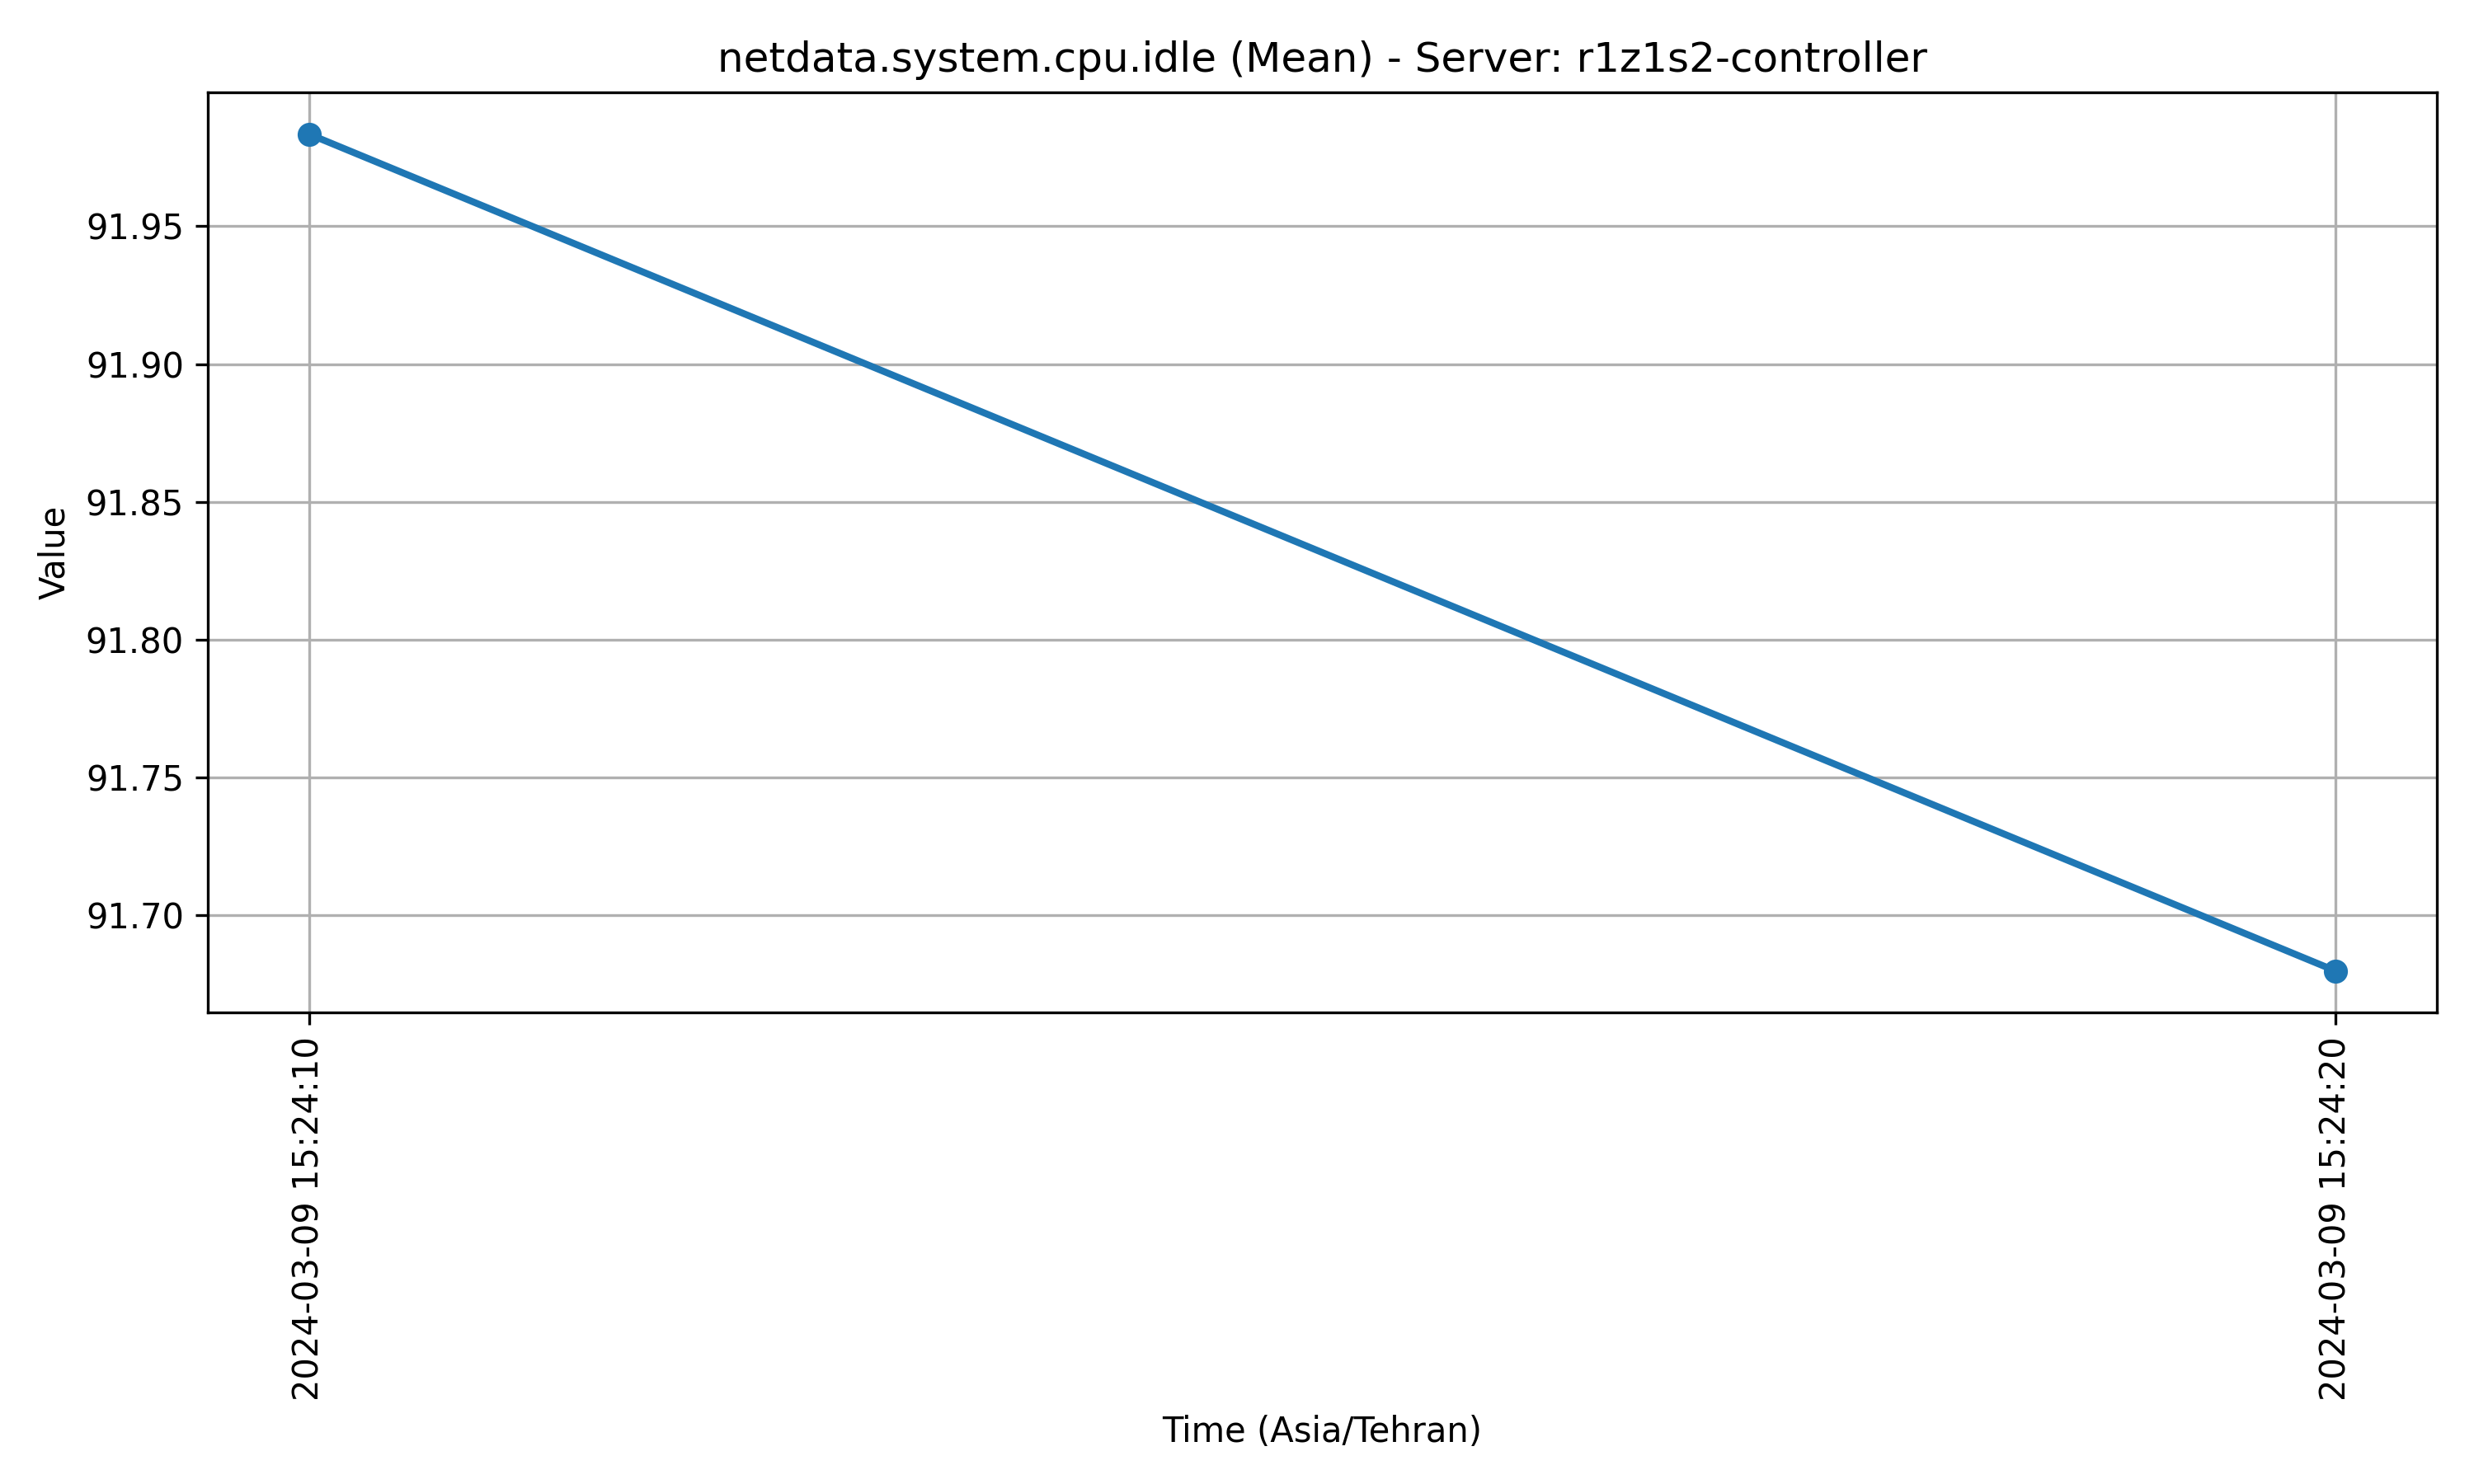 netdata.system.cpu.idle (Mean) - Server: r1z1s2-controller
Value
91.95
91.90
91.85
91.80
91.75
91.70
2024-03-09 15:24:10
2024-03-09 15:24:20
Time (Asia/Tehran)